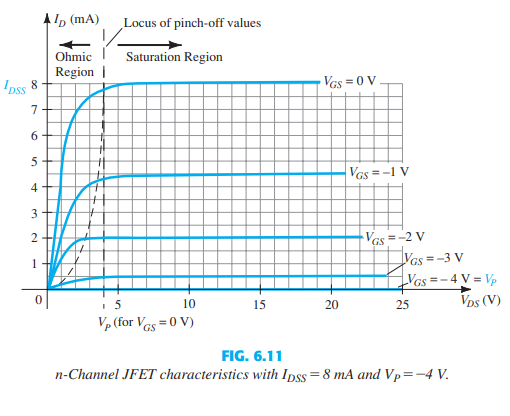 I_D (mA)
Locus of pinch-off values
Ohmic
Region
Saturation Region
I_DSS 8
V_GS = 0 V
7
6
5
V_GS = –1 V
4
3
2
V_GS = –2 V
V_GS = –3 V
1
V_GS = – 4 V = V_P
0
5
10
15
20
25
V_DS (V)
V_P (for V_GS = 0 V)
FIG. 6.11
n-Channel JFET characteristics with I_DSS = 8 mA and V_P = –4 V.